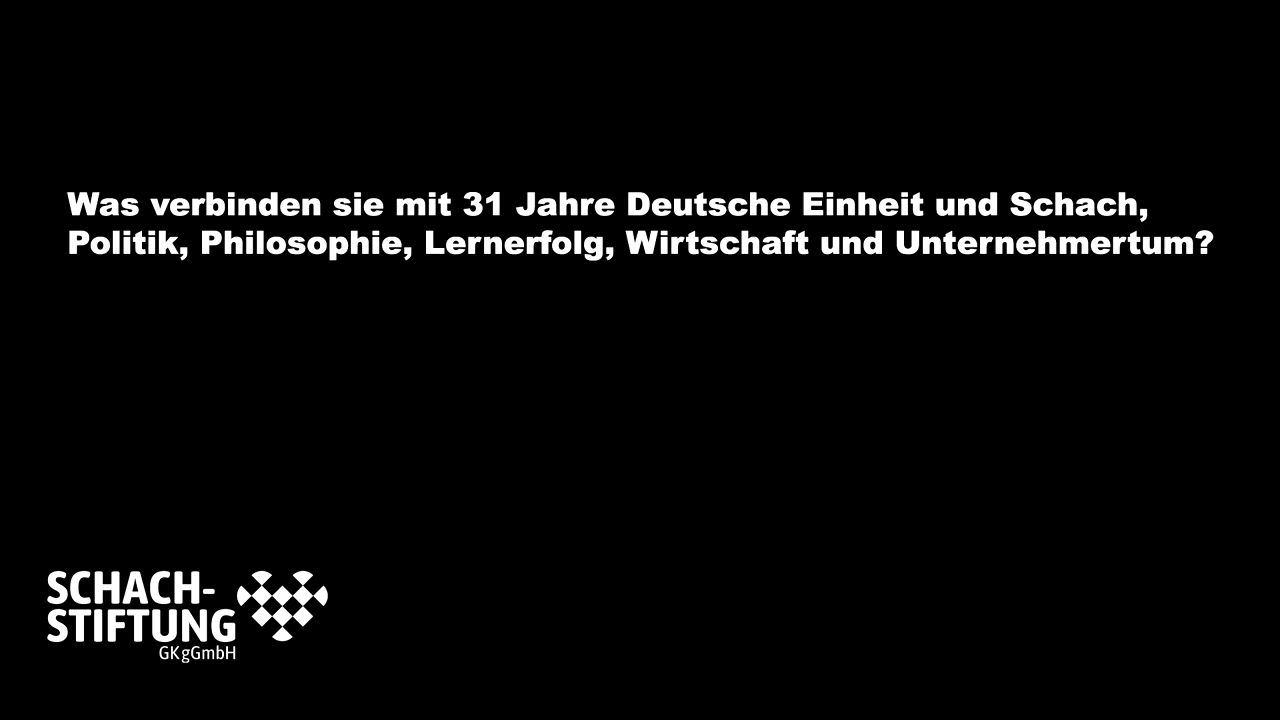 Was verbinden sie mit 31 Jahre Deutsche Einheit und Schach,
Politik, Philosophie, Lernerfolg, Wirtschaft und Unternehmertum?
SCHACH-
STIFTUNG
GKgGmbH